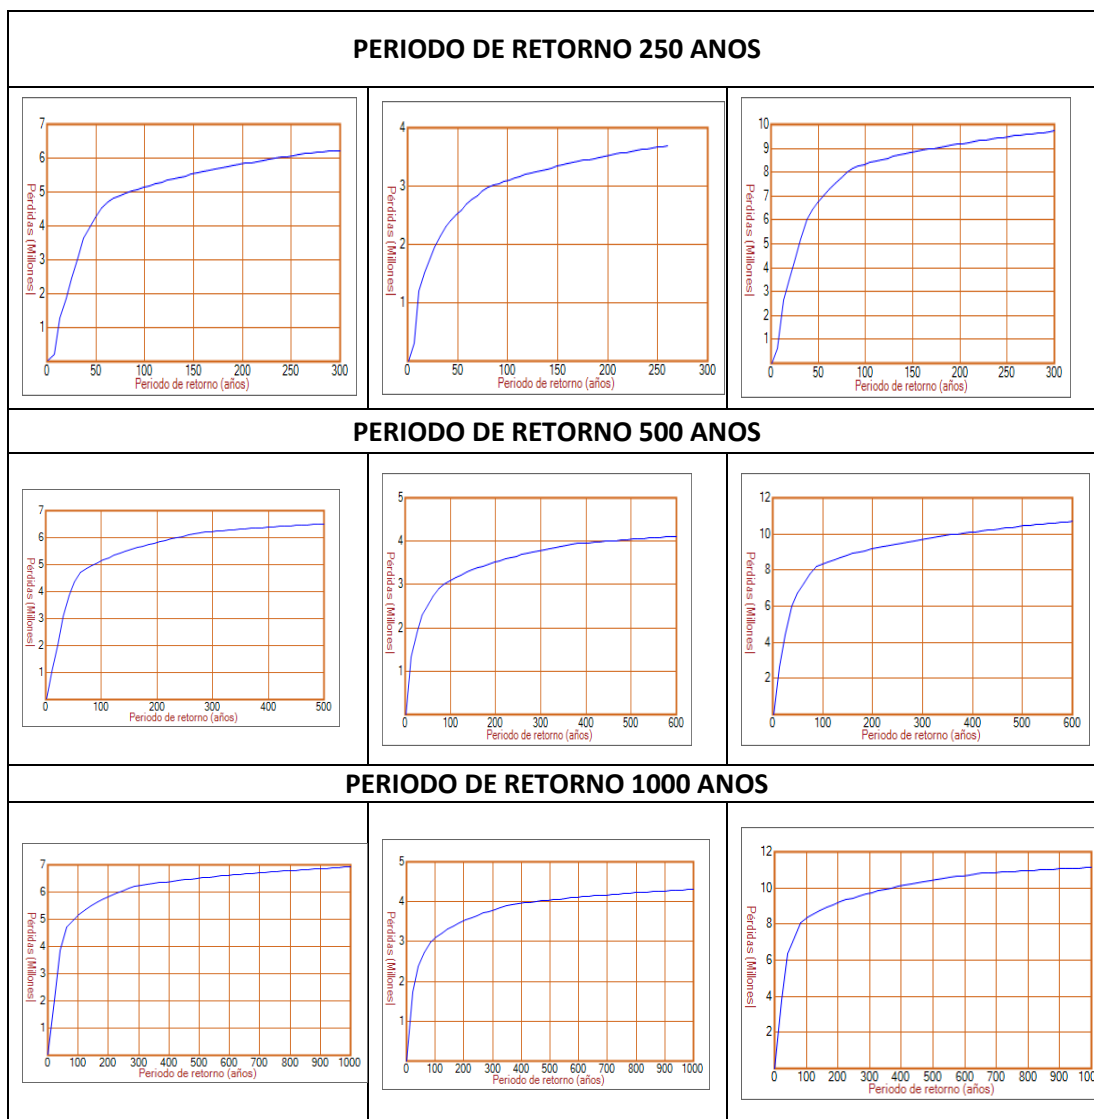 PERIODO DE RETORNO 250 ANOS
7
6
5
4
3
2
1
Pérdidas (Millones|
0 50 100 150 200 250 300
Periodo de retorno (años)
4
3
2
1
Pérdidas (Millones|
0 50 100 150 200 250 300
Periodo de retorno (años)
10
9
8
7
6
5
4
3
2
1
Pérdidas (Millones|
0 50 100 150 200 250 300
Periodo de retorno (años)
PERIODO DE RETORNO 500 ANOS
7
6
5
4
3
2
1
Pérdidas (Millones|
0 100 200 300 400 500
Periodo de retorno (años)
5
4
3
2
1
Pérdidas (Millones|
0 100 200 300 400 500 600
Periodo de retorno (años)
12
10
8
6
4
2
Pérdidas (Millones|
0 100 200 300 400 500 600
Periodo de retorno (años)
PERIODO DE RETORNO 1000 ANOS
7
6
5
4
3
2
1
Pérdidas (Millones|
0 100 200 300 400 500 600 700 800 900 1000
Periodo de retorno (años)
5
4
3
2
1
Pérdidas (Millones|
0 100 200 300 400 500 600 700 800 900 1000
Periodo de retorno (años)
12
10
8
6
4
2
Pérdidas (Millones|
0 100 200 300 400 500 600 700 800 900 100
Periodo de retorno (años)